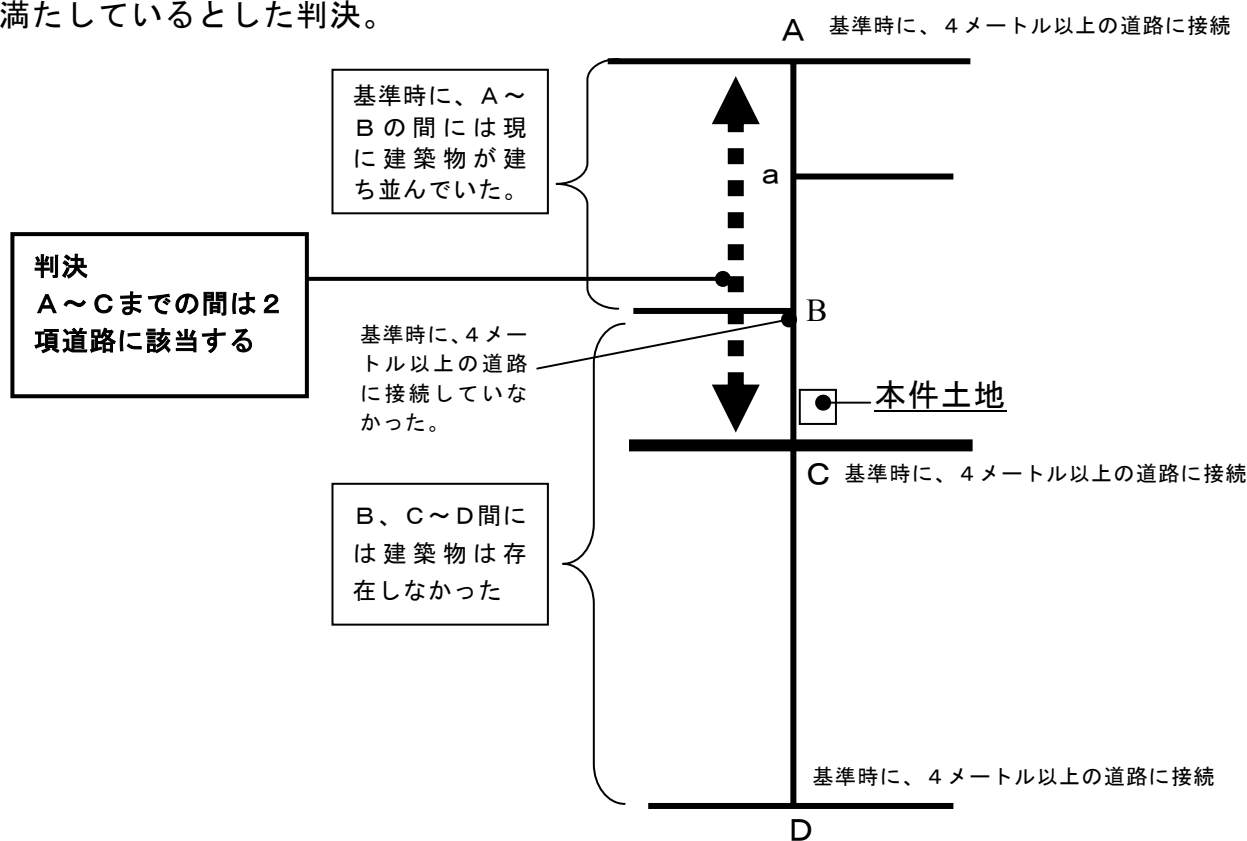 満たしているとした判決。
A 基準時に、４メートル以上の道路に接続
基準時に、Ａ～
Ｂの間には現
に建築物が建
ち並んでいた。
a
判決
Ａ～Ｃまでの間は２
項道路に該当する
B
基準時に、４メー
トル以上の道路
に接続していな
かった。
本件土地
C 基準時に、４メートル以上の道路に接続
Ｂ、Ｃ～Ｄ間に
は建築物は存
在しなかった
基準時に、４メートル以上の道路に接続
D